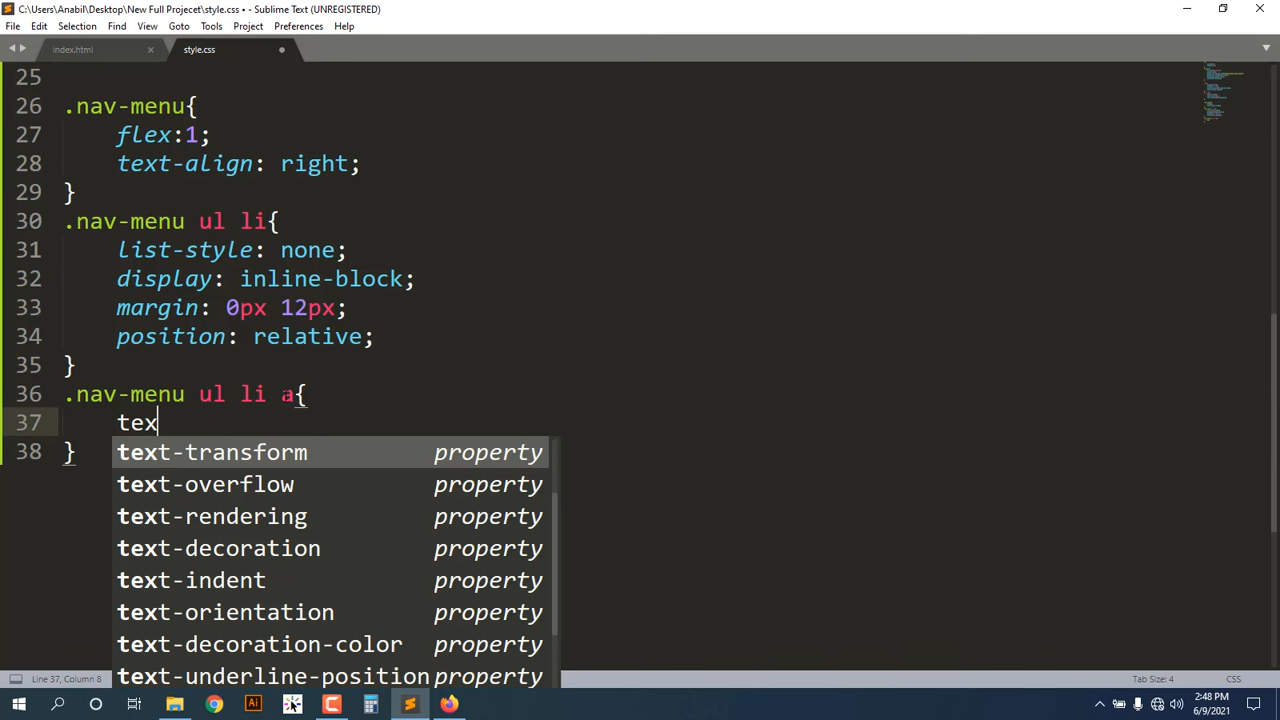 C:\Users\Anabil\Desktop\New Full Projecet\style.css • - Sublime Text (UNREGISTERED)
File Edit Selection Find View Goto Tools Project Preferences Help
index.html style.css
25
26 .nav-menu{
27 flex:1;
28 text-align: right;
29 }
30 .nav-menu ul li{
31 list-style: none;
32 display: inline-block;
33 margin: 0px 12px;
34 position: relative;
35 }
36 .nav-menu ul li a{
37 tex
38 }
text-transform property
text-overflow property
text-rendering property
text-decoration property
text-indent property
text-orientation property
text-decoration-color property
text-underline-position property
Line 37, Column 8 Tab Size: 4 CSS
Ai 2:48 PM
6/9/2021